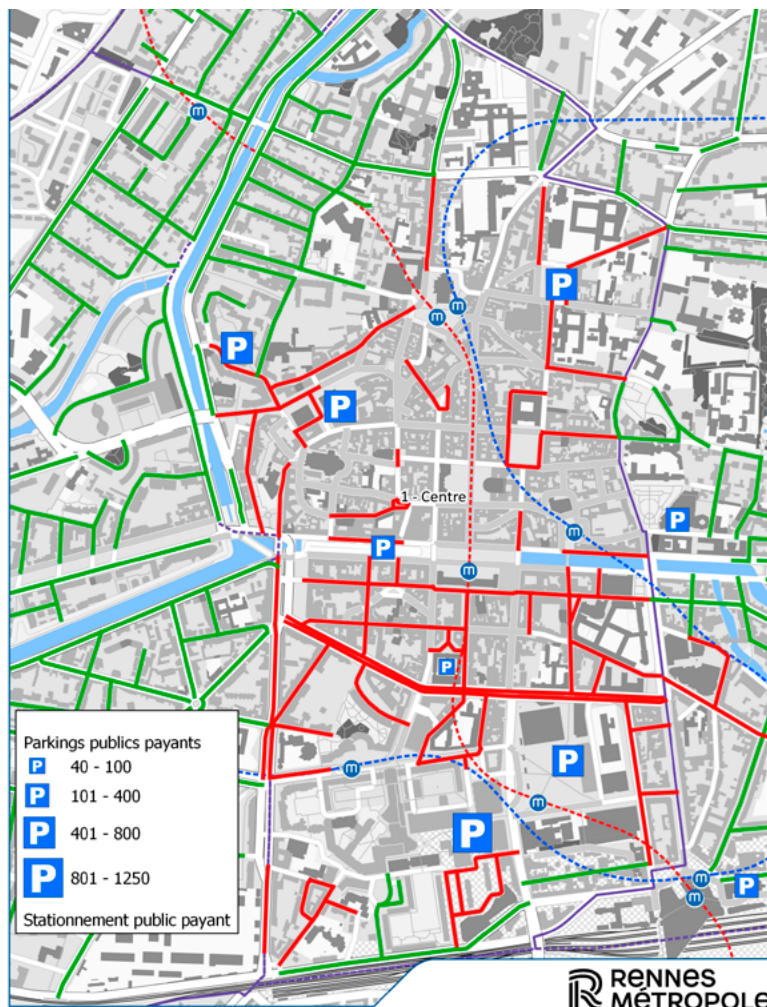 P
m
m
m
P
P
P
1 - Centre
m
P
P
m
P
m
P
m
P
m
P
m
Parkings publics payants
P 40 - 100
P 101 - 400
P 401 - 800
P 801 - 1250
Stationnement public payant
RENNES
MÉTROPOLE